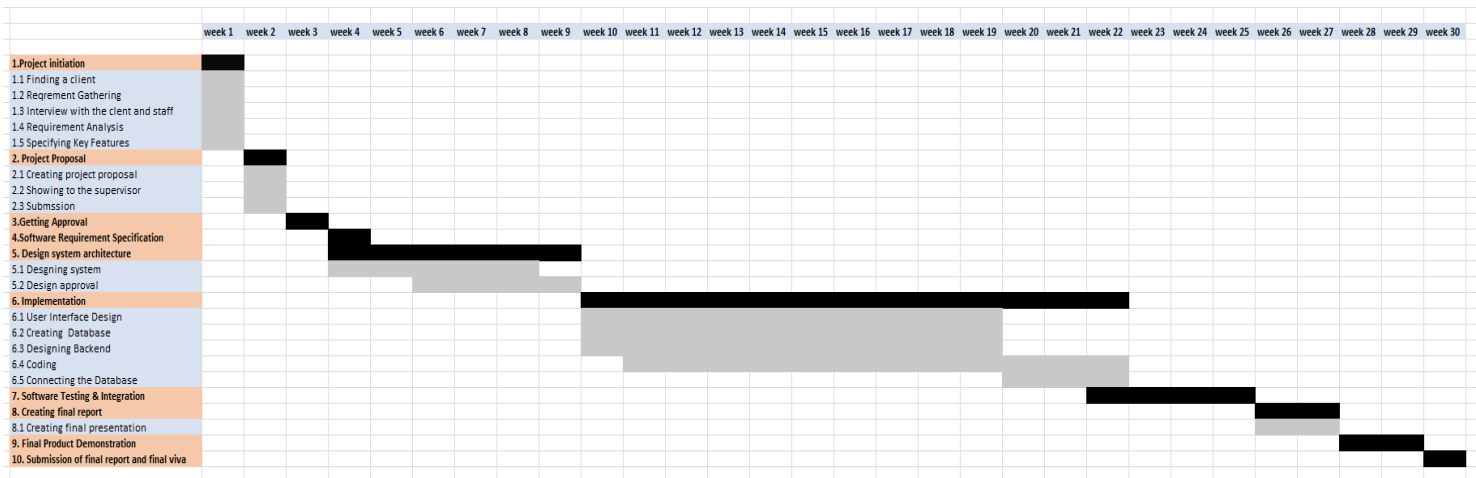 week 1 week 2 week 3 week 4 week 5 week 6 week 7 week 8 week 9 week 10 week 11 week 12 week 13 week 14 week 15 week 16 week 17 week 18 week 19 week 20 week 21 week 22 week 23 week 24 week 25 week 26 week 27 week 28 week 29 week 30
1.Project initiation
1.1 Finding a client
1.2 Reqrement Gathering
1.3 Interview with the clent and staff
1.4 Requirement Analysis
1.5 Specifying Key Features
2. Project Proposal
2.1 Creating project proposal
2.2 Showing to the supervisor
2.3 Submssion
3.Getting Approval
4.Software Requirement Specification
5. Design system architecture
5.1 Desgning system
5.2 Design approval
6. Implementation
6.1 User Interface Design
6.2 Creating Database
6.3 Designing Backend
6.4 Coding
6.5 Connecting the Database
7. Software Testing & Integration
8. Creating final report
8.1 Creating final presentation
9. Final Product Demonstration
10. Submission of final report and final viva